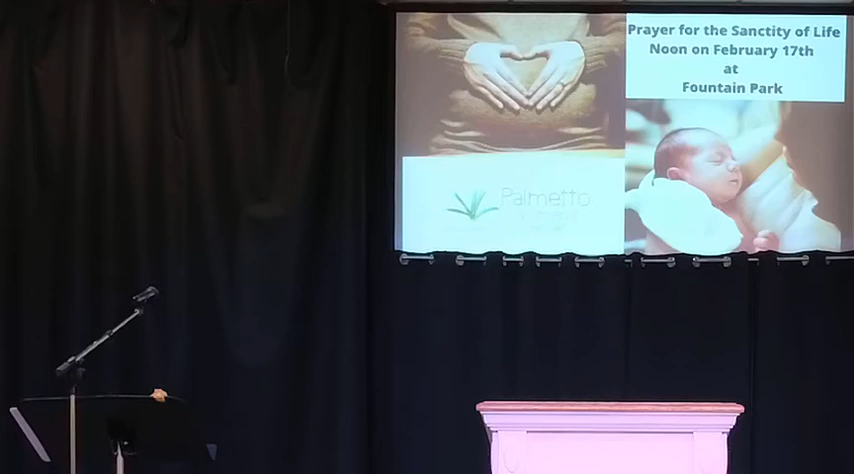 Prayer for the Sanctity of Life
Noon on February 17th
at
Fountain Park
Palmetto